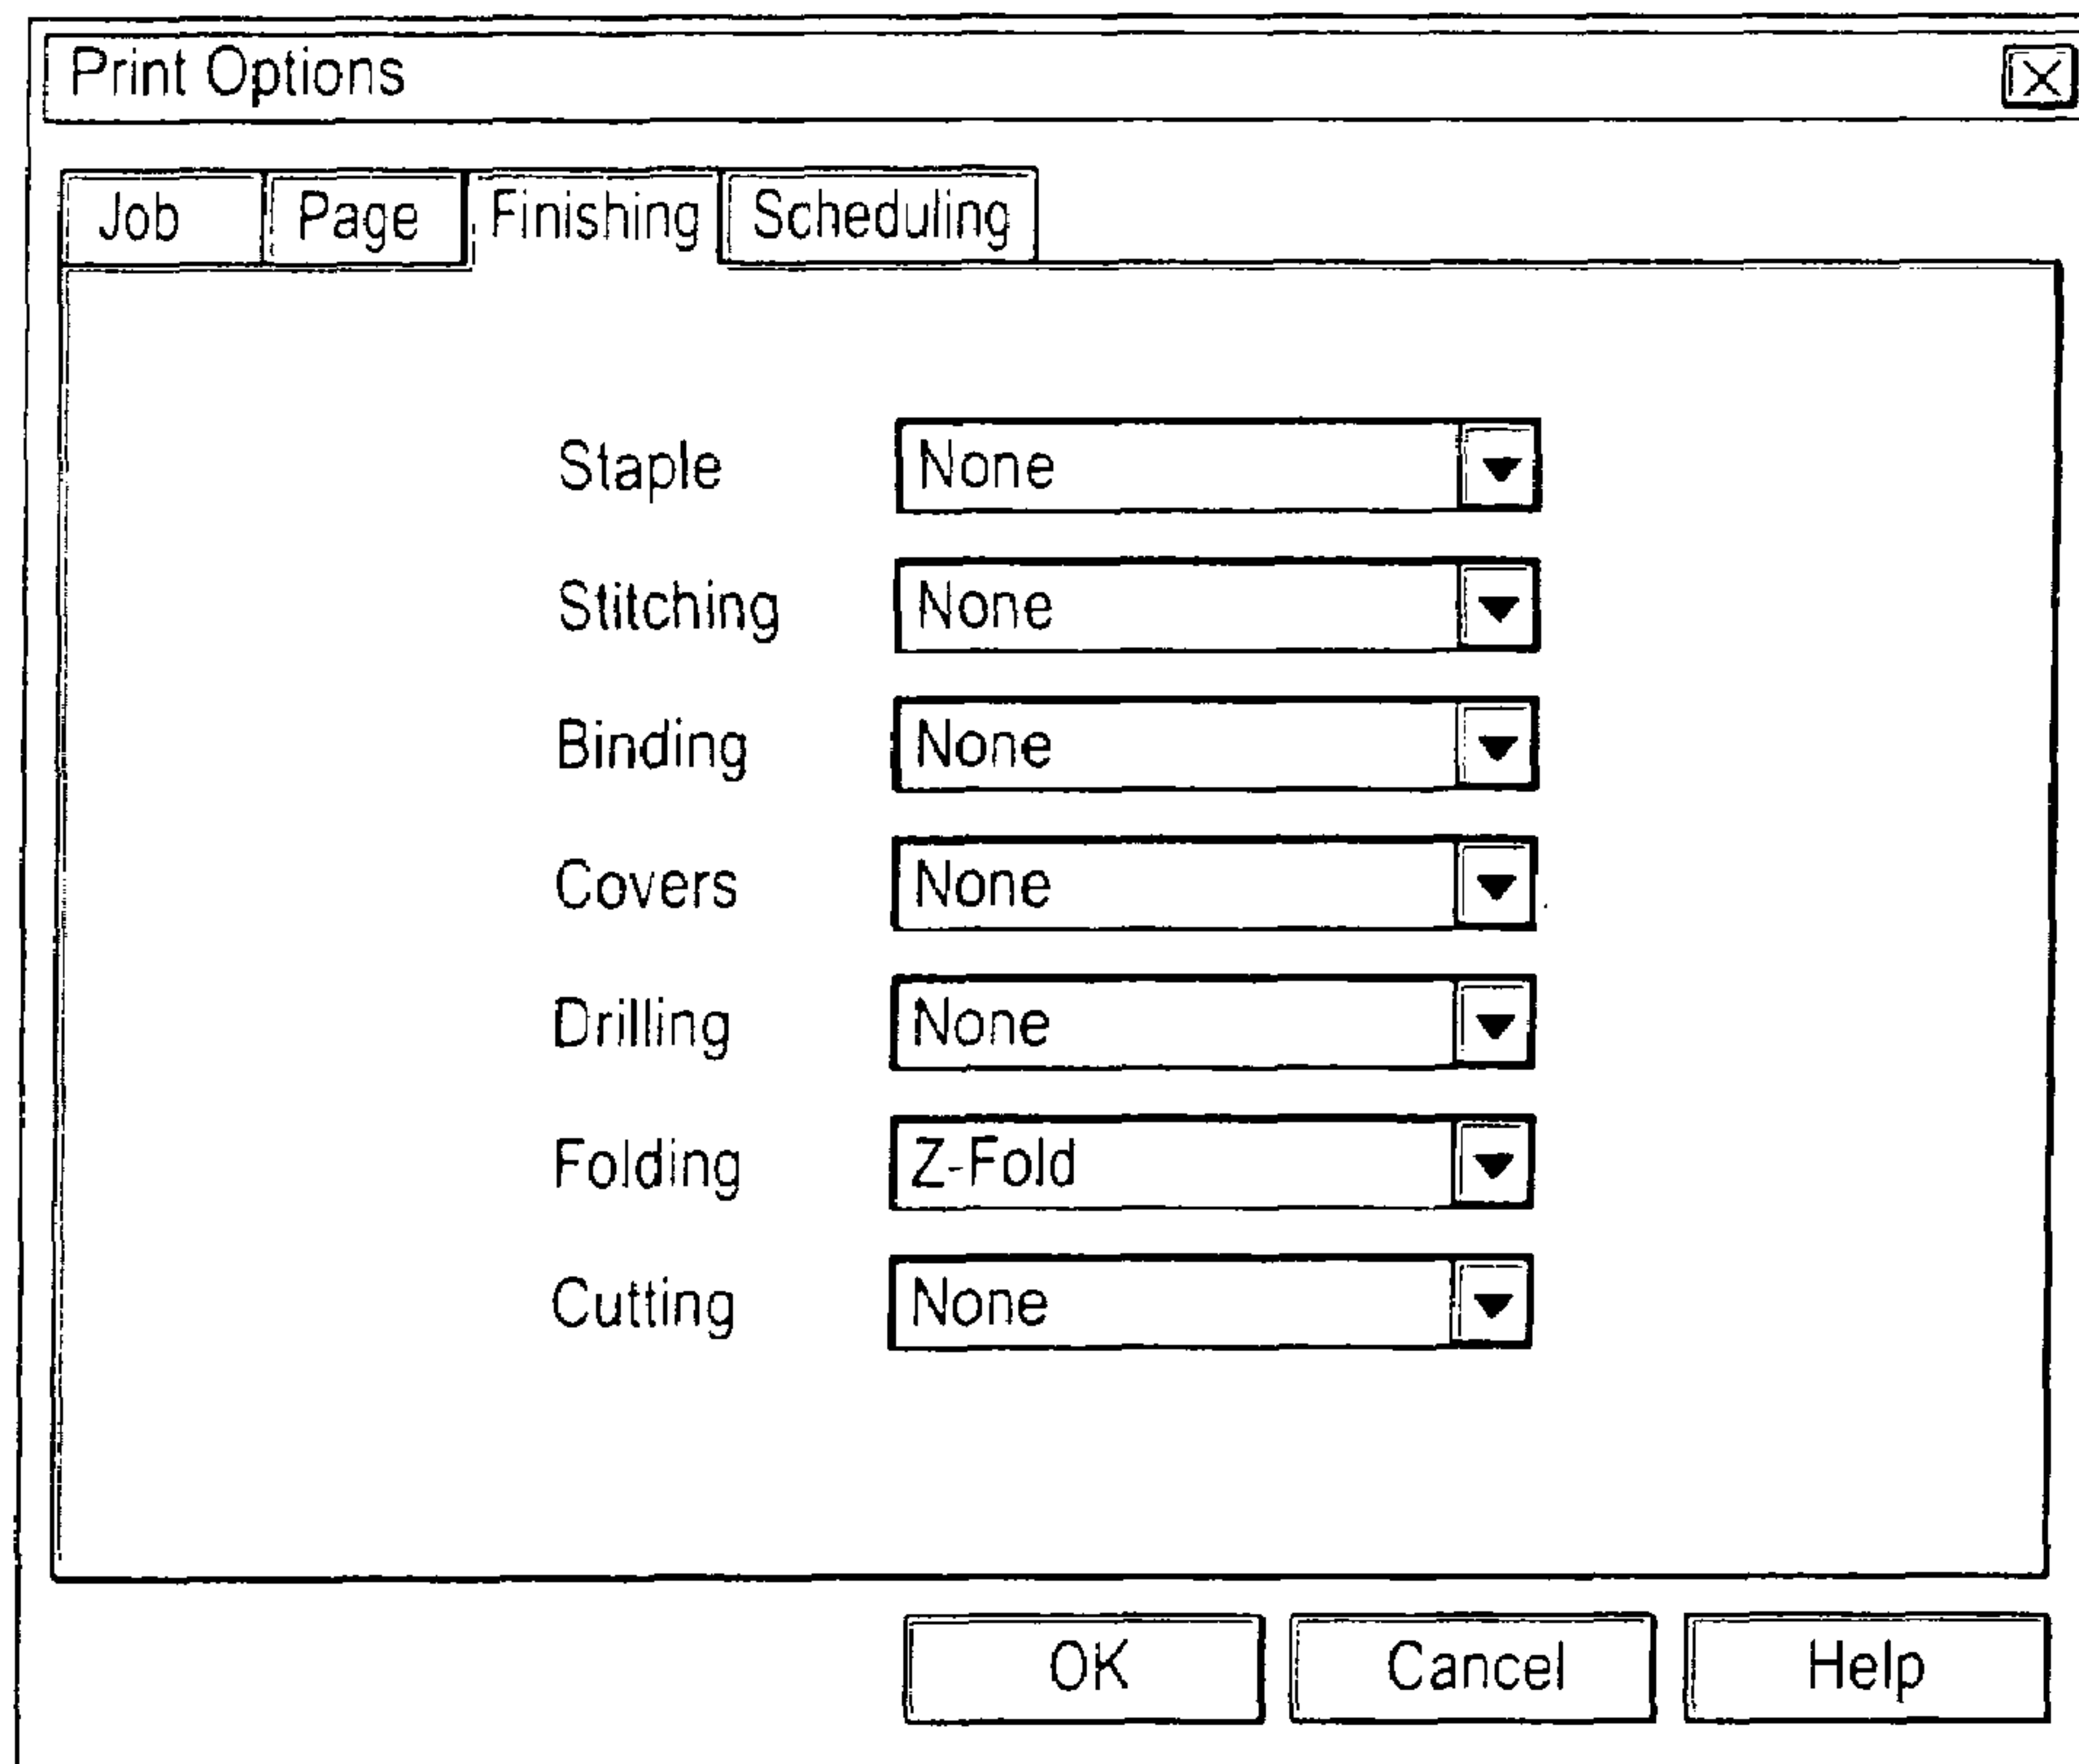 Print Options
Job Page Finishing Scheduling
Staple None
Stitching None
Binding None
Covers None
Drilling None
Folding Z-Fold
Cutting None
OK Cancel Help